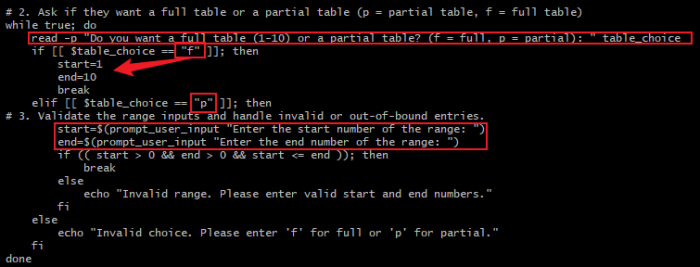 # 2. Ask if they want a full table or a partial table (p = partial table, f = full table)
while true; do
    read -p "Do you want a full table (1-10) or a partial table? (f = full, p = partial): " table_choice
    if [[ $table_choice == "f" ]]; then
        start=1
        end=10
        break
    elif [[ $table_choice == "p" ]]; then
# 3. Validate the range inputs and handle invalid or out-of-bound entries.
        start=$(prompt_user_input "Enter the start number of the range: ")
        end=$(prompt_user_input "Enter the end number of the range: ")
        if (( start > 0 && end > 0 && start <= end )); then
            break
        else
            echo "Invalid range. Please enter valid start and end numbers."
        fi
    else
        echo "Invalid choice. Please enter 'f' for full or 'p' for partial."
    fi
done